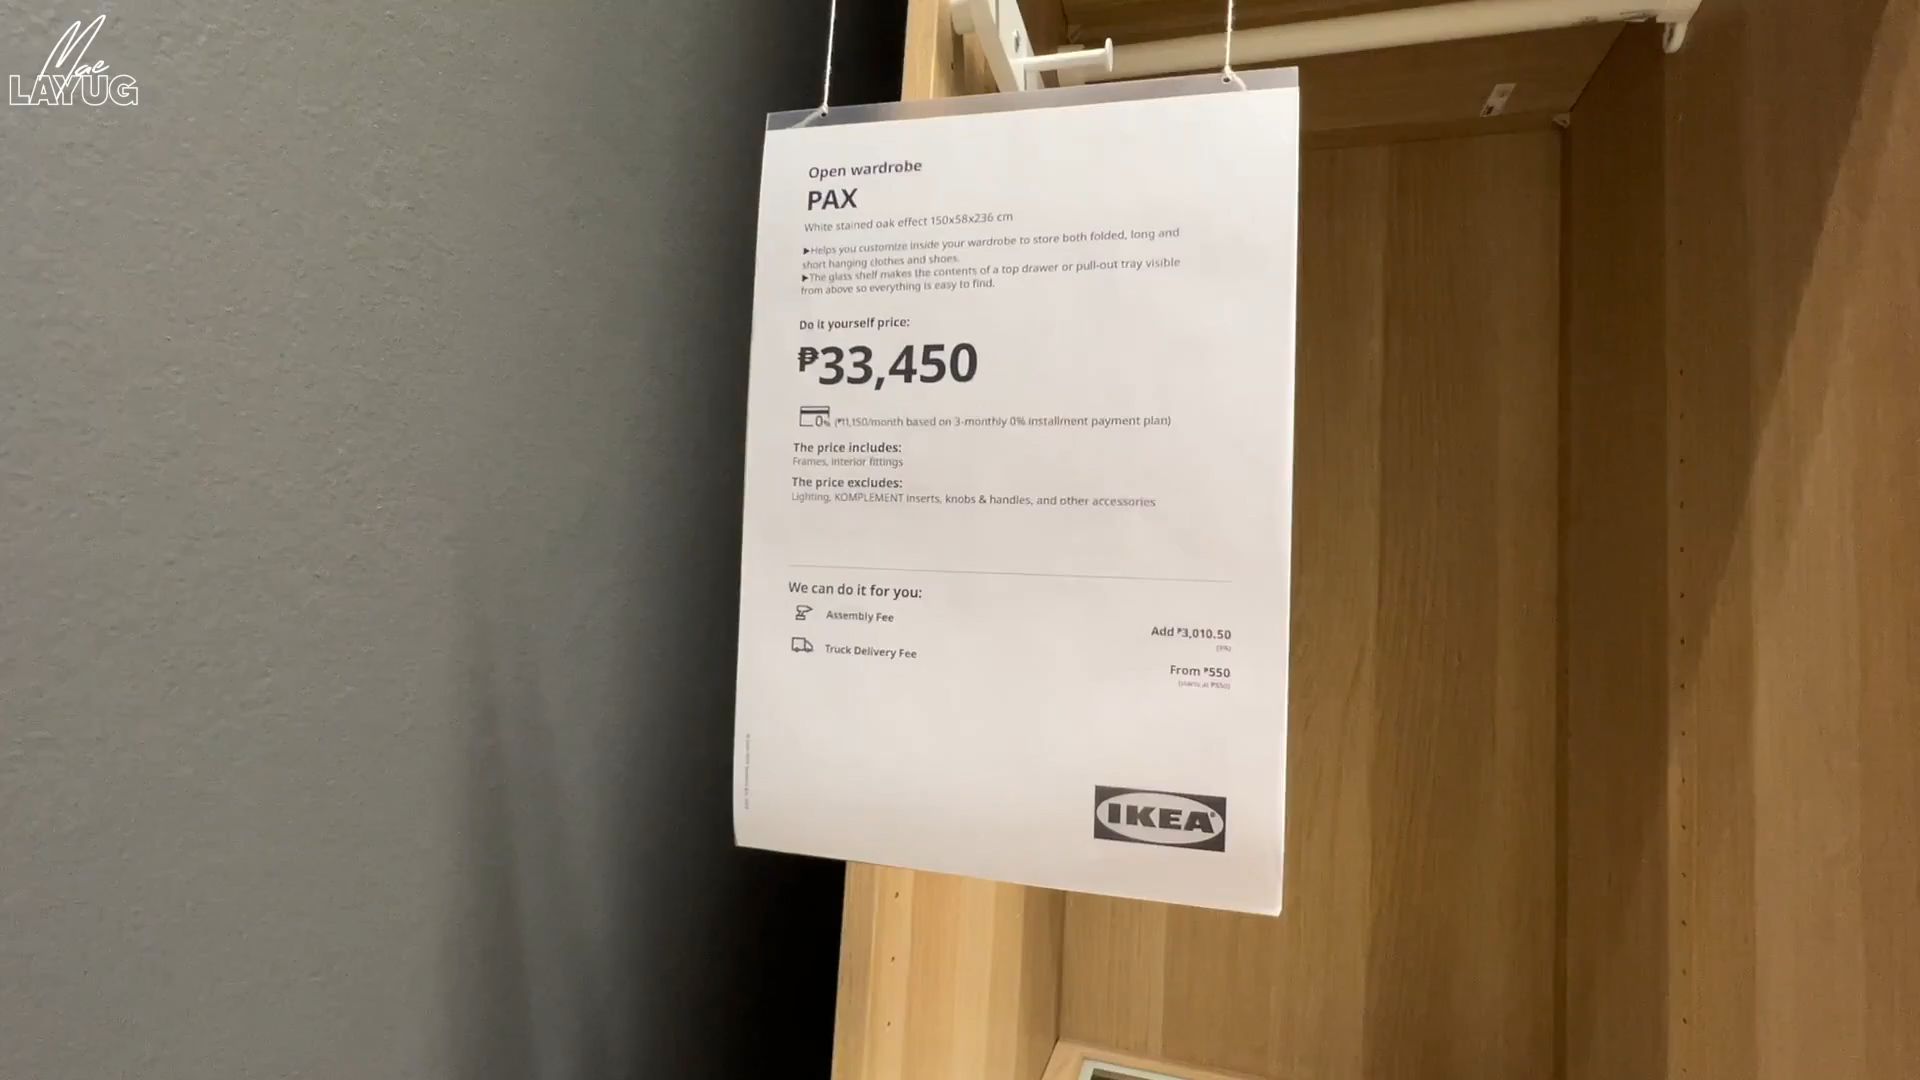 Mae
LAYUG
Open wardrobe
PAX
White stained oak effect 150x58x236 cm
▶Helps you customize inside your wardrobe to store both folded, long and
short hanging clothes and shoes.
▶The glass shelf makes the contents of a top drawer or pull-out tray visible
from above so everything is easy to find.
Do it yourself price:
₱33,450
0% (₱11,150/month based on 3-monthly 0% installment payment plan)
The price includes:
Frames, interior fittings
The price excludes:
Lighting, KOMPLEMENT inserts, knobs & handles, and other accessories
We can do it for you:
Assembly Fee
Add ₱3,010.50
(9%)
Truck Delivery Fee
From ₱550
IKEA